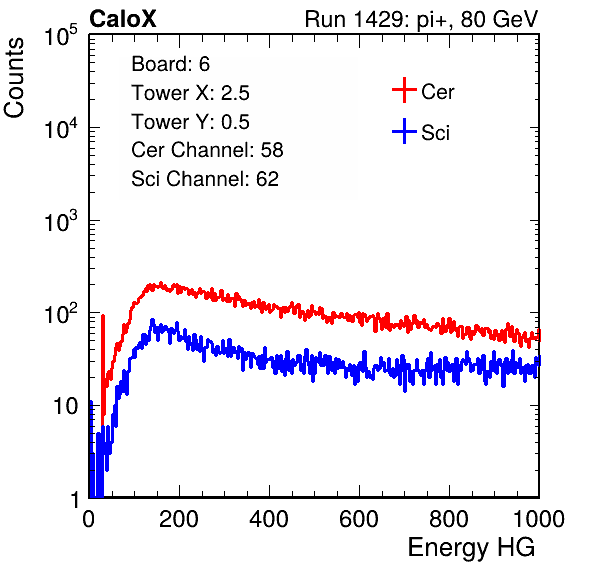 CaloX Run 1429: pi+, 80 GeV
Board: 6
Tower X: 2.5
Tower Y: 0.5
Cer Channel: 58
Sci Channel: 62
Cer
Sci
Counts
10^5
10^4
10^3
10^2
10
1
0 200 400 600 800 1000
Energy HG